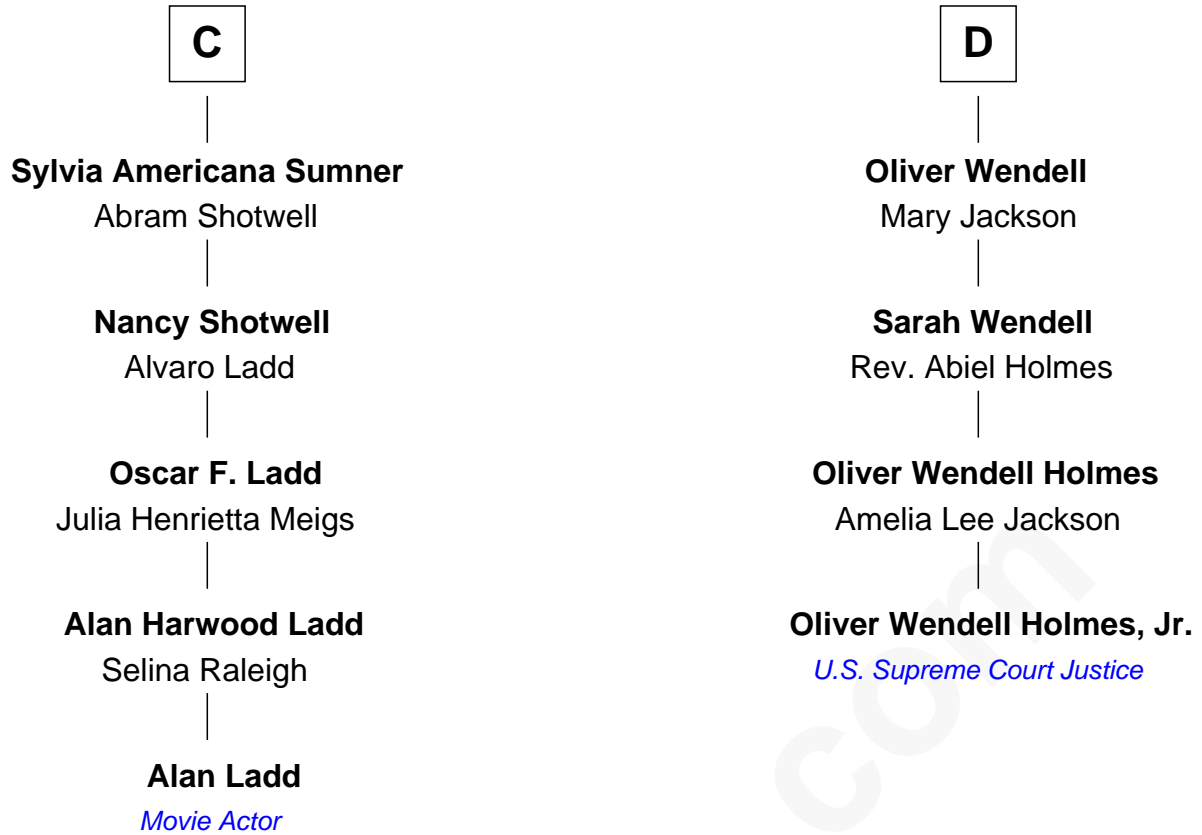 C
Sylvia Americana Sumner
Abram Shotwell
Nancy Shotwell
Alvaro Ladd
Oscar F. Ladd
Julia Henrietta Meigs
Alan Harwood Ladd
Selina Raleigh
Alan Ladd
Movie Actor
D
Oliver Wendell
Mary Jackson
Sarah Wendell
Rev. Abiel Holmes
Oliver Wendell Holmes
Amelia Lee Jackson
Oliver Wendell Holmes, Jr.
U.S. Supreme Court Justice
com